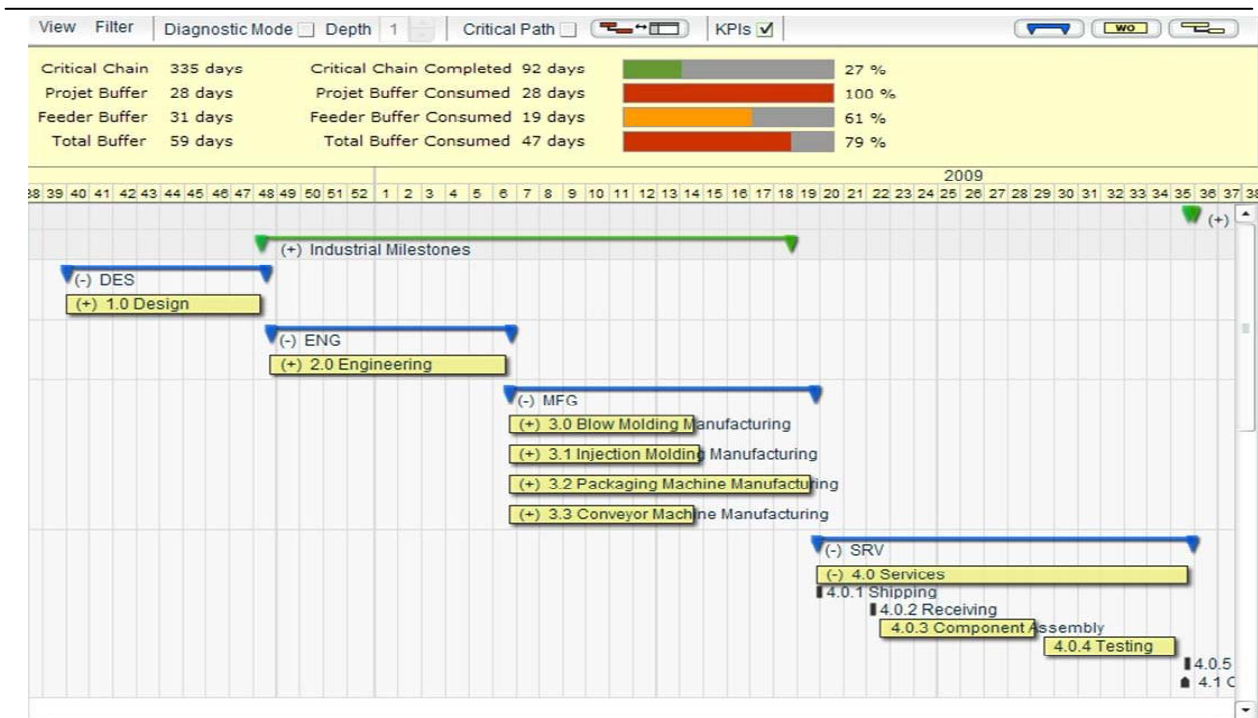 View Filter Diagnostic Mode Depth 1 Critical Path KPIs WO
Critical Chain 335 days Critical Chain Completed 92 days 27 %
Projet Buffer 28 days Projet Buffer Consumed 28 days 100 %
Feeder Buffer 31 days Feeder Buffer Consumed 19 days 61 %
Total Buffer 59 days Total Buffer Consumed 47 days 79 %
2009
38 39 40 41 42 43 44 45 46 47 48 49 50 51 52 1 2 3 4 5 6 7 8 9 10 11 12 13 14 15 16 17 18 19 20 21 22 23 24 25 26 27 28 29 30 31 32 33 34 35 36 37 38
(+)
(+) Industrial Milestones
(-) DES
(+) 1.0 Design
(-) ENG
(+) 2.0 Engineering
(-) MFG
(+) 3.0 Blow Molding Manufacturing
(+) 3.1 Injection Molding Manufacturing
(+) 3.2 Packaging Machine Manufacturing
(+) 3.3 Conveyor Machine Manufacturing
(-) SRV
(-) 4.0 Services
4.0.1 Shipping
4.0.2 Receiving
4.0.3 Component Assembly
4.0.4 Testing
4.0.5
4.1 C